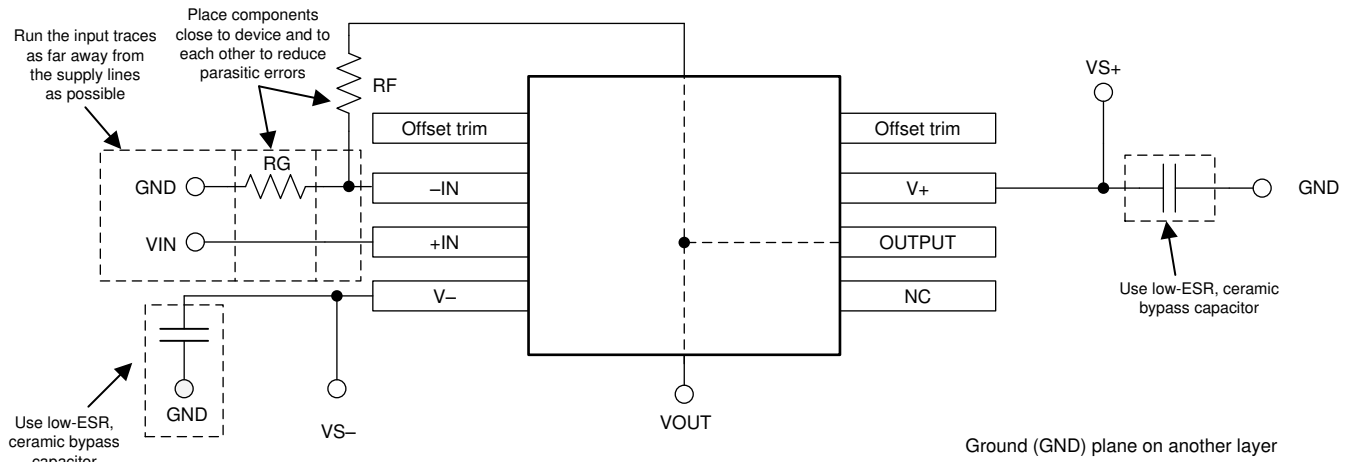 Run the input traces
as far away from
the supply lines
as possible
Place components
close to device and to
each other to reduce
parasitic errors
RF
VS+
Offset trim
Offset trim
RG
GND
–IN
V+
GND
VIN
+IN
OUTPUT
V–
NC
Use low-ESR, ceramic
bypass capacitor
GND
VS–
VOUT
Use low-ESR,
ceramic bypass
capacitor
Ground (GND) plane on another layer